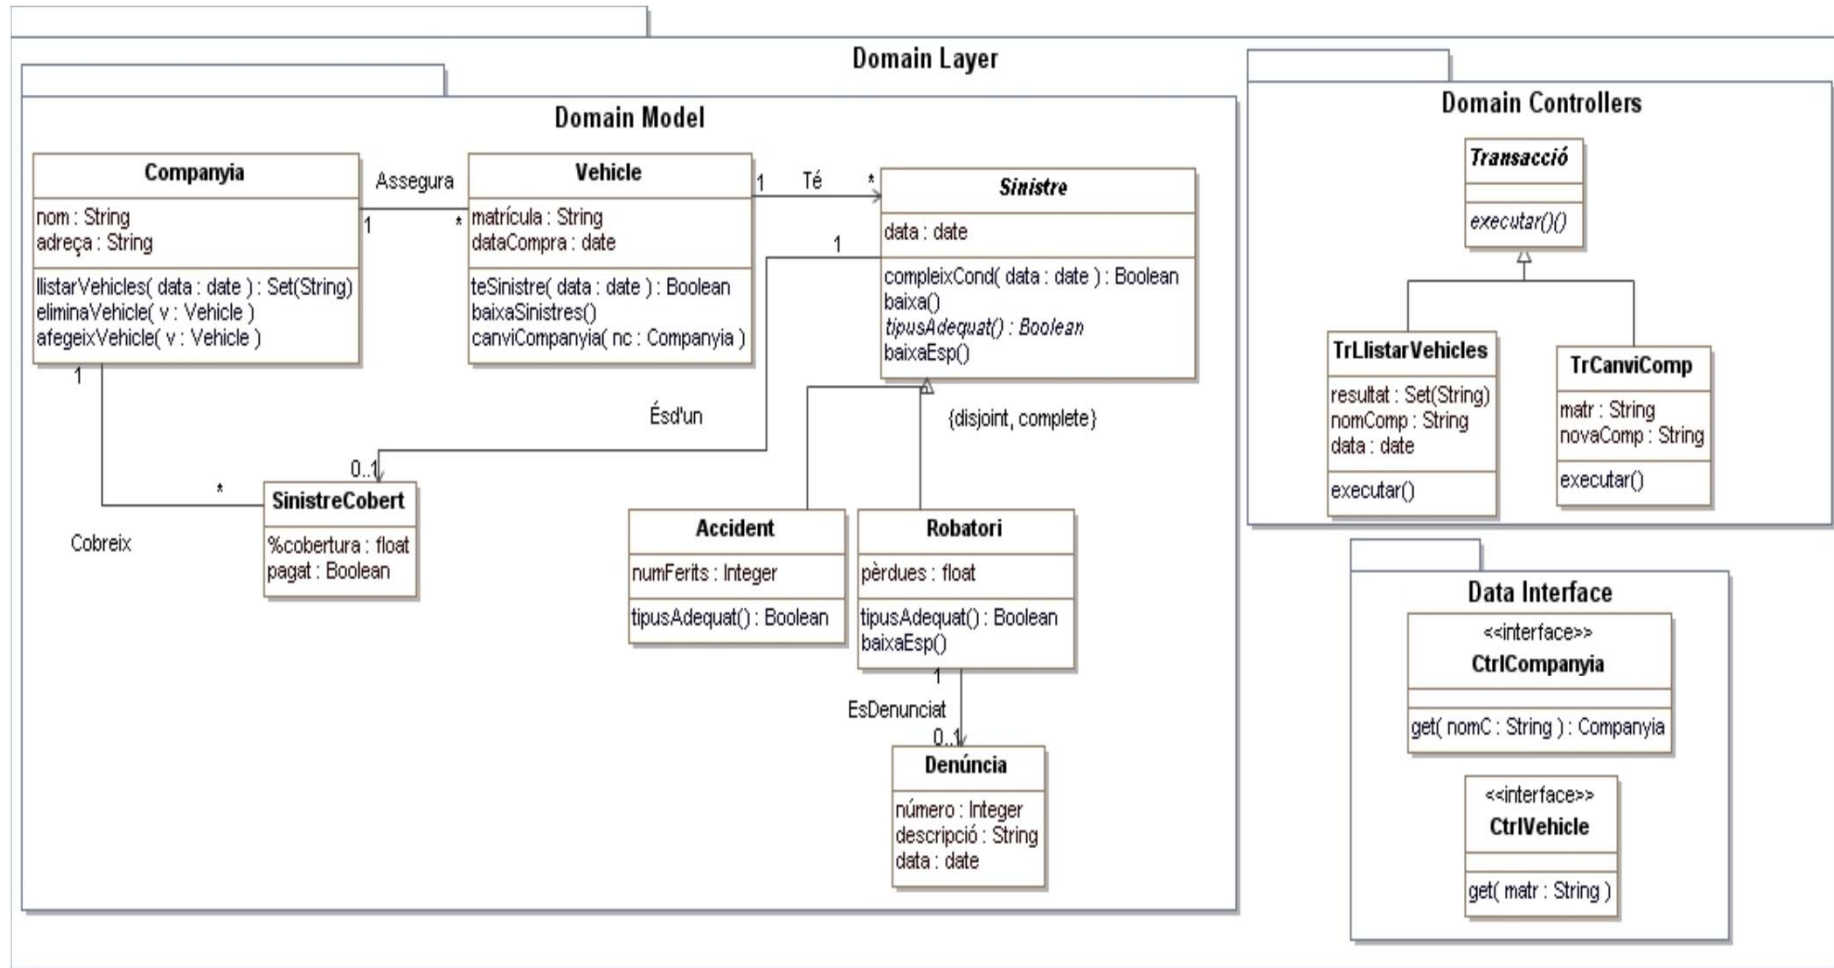 Domain Layer
Domain Model
Companyia
nom : String
adreça : String
llistarVehicles( data : date ) : Set(String)
eliminaVehicle( v : Vehicle )
afegeixVehicle( v : Vehicle )
Assegura
1
*
Vehicle
matrícula : String
dataCompra : date
teSinistre( data : date ) : Boolean
baixaSinistres()
canviCompanyia( nc : Companyia )
1
Té
*
Sinistre
data : date
compleixCond( data : date ) : Boolean
baixa()
tipusAdequat() : Boolean
baixaEsp()
1
Ésd'un
0..1
{disjoint, complete}
1
*
Cobreix
SinistreCobert
%cobertura : float
pagat : Boolean
Accident
numFerits : Integer
tipusAdequat() : Boolean
Robatori
pèrdues : float
tipusAdequat() : Boolean
baixaEsp()
1
EsDenunciat
0..1
Denúncia
número : Integer
descripció : String
data : date
Domain Controllers
Transacció
executar()()
TrLlistarVehicles
resultat : Set(String)
nomComp : String
data : date
executar()
TrCanviComp
matr : String
novaComp : String
executar()
Data Interface
<<interface>>
CtrlCompanyia
get( nomC : String ) : Companyia
<<interface>>
CtrlVehicle
get( matr : String )